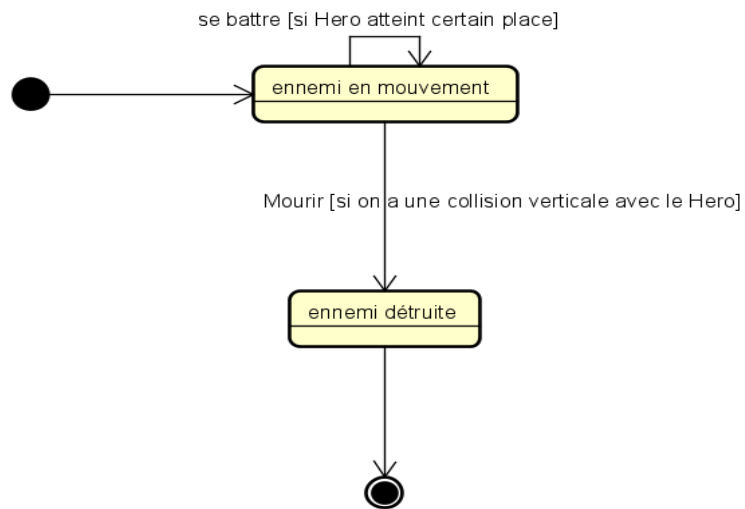 se battre [si Hero atteint certain place]
ennemi en mouvement
Mourir [si on a une collision verticale avec le Hero]
ennemi détruite